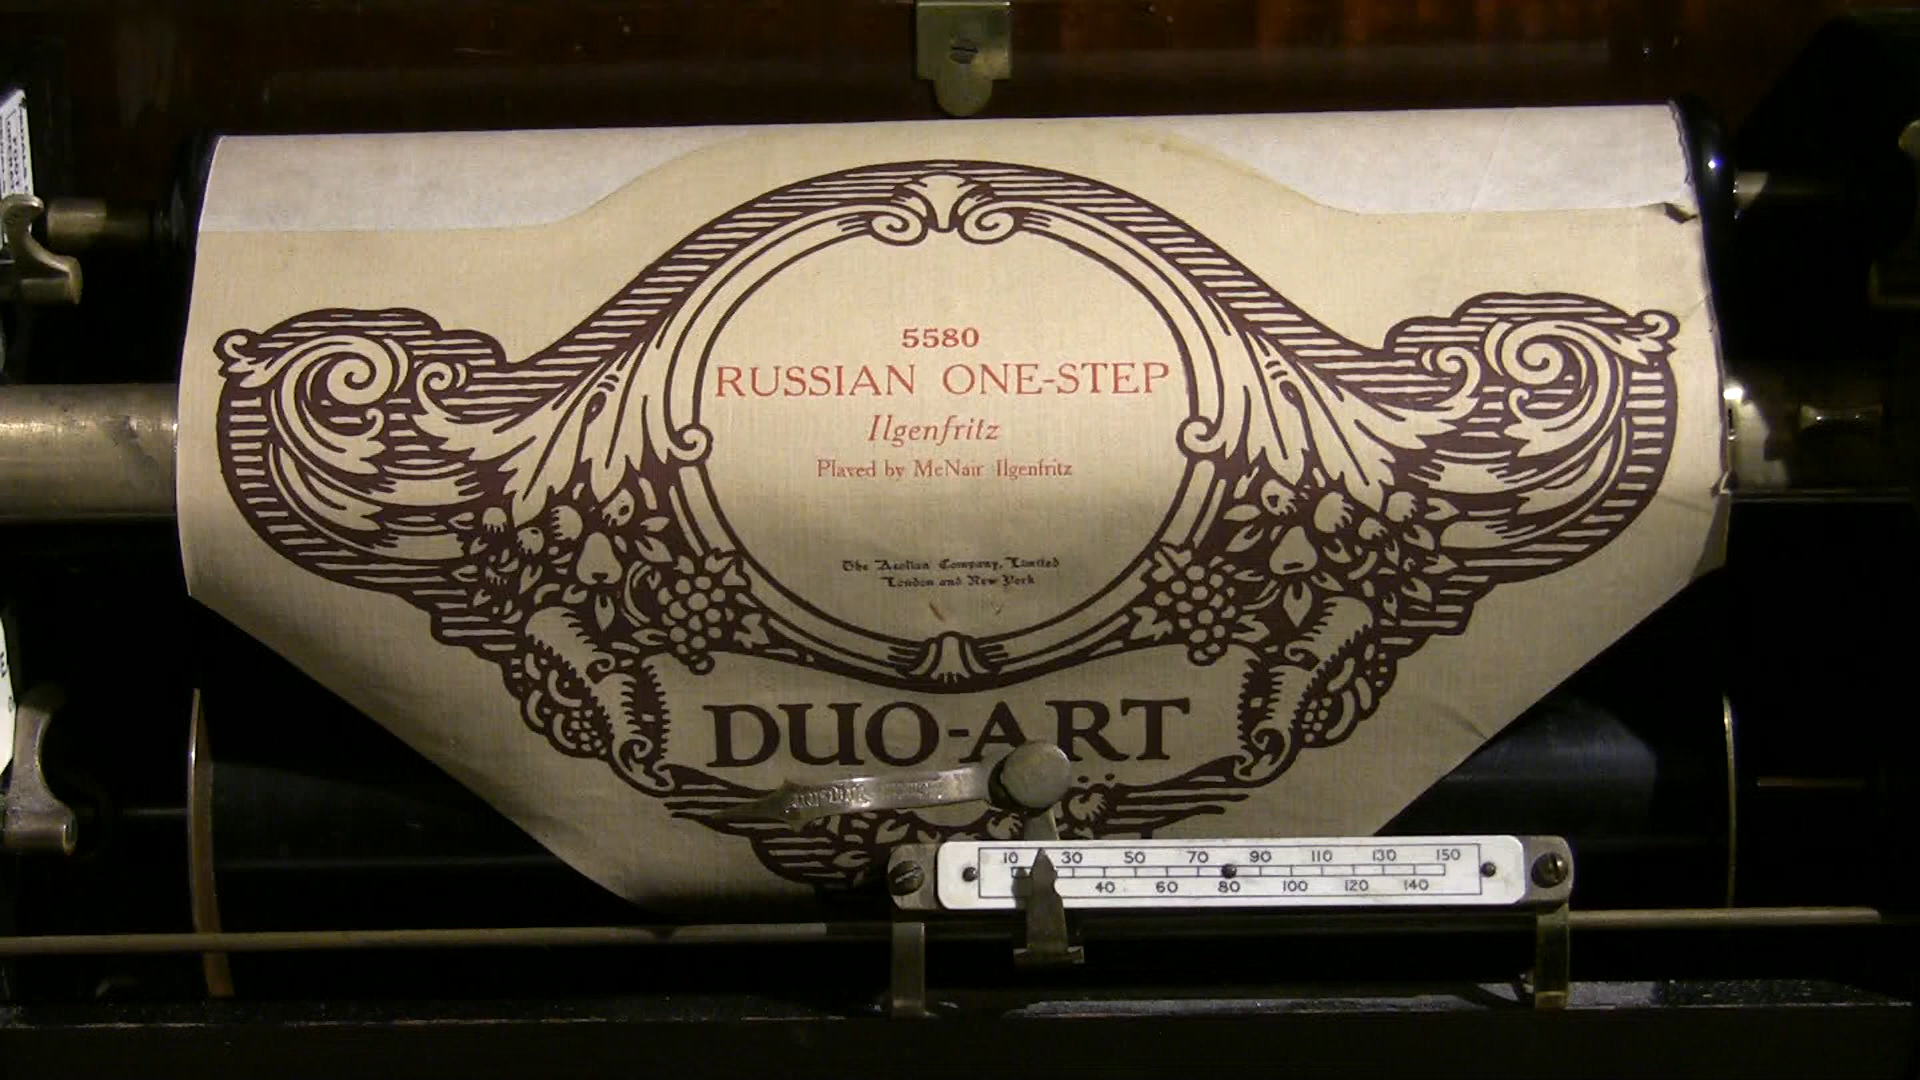 5580
RUSSIAN ONE-STEP
Ilgenfritz
Played by McNair Ilgenfritz
The Aeolian Company, Limited
London and New York
DUO-ART
10 30 50 70 90 110 130 150
40 60 80 100 120 140